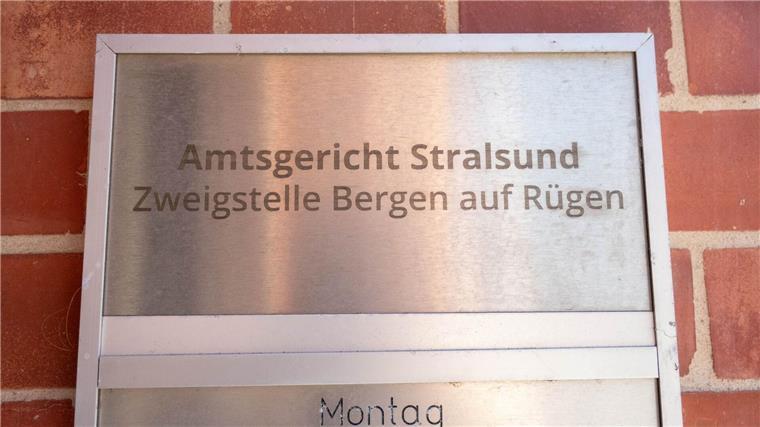 Amtsgericht Stralsund
Zweigstelle Bergen auf Rügen
Montag